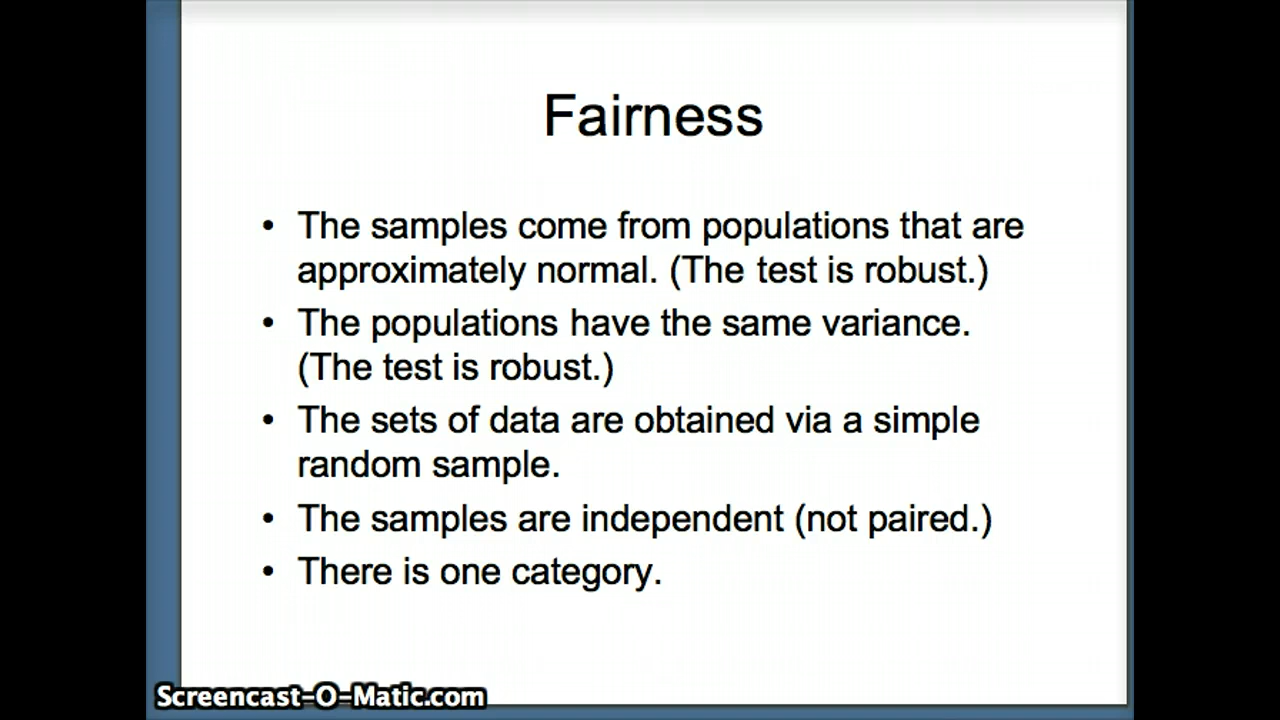 Fairness
• The samples come from populations that are
approximately normal. (The test is robust.)
• The populations have the same variance.
(The test is robust.)
• The sets of data are obtained via a simple
random sample.
• The samples are independent (not paired.)
• There is one category.
Screencast-O-Matic.com